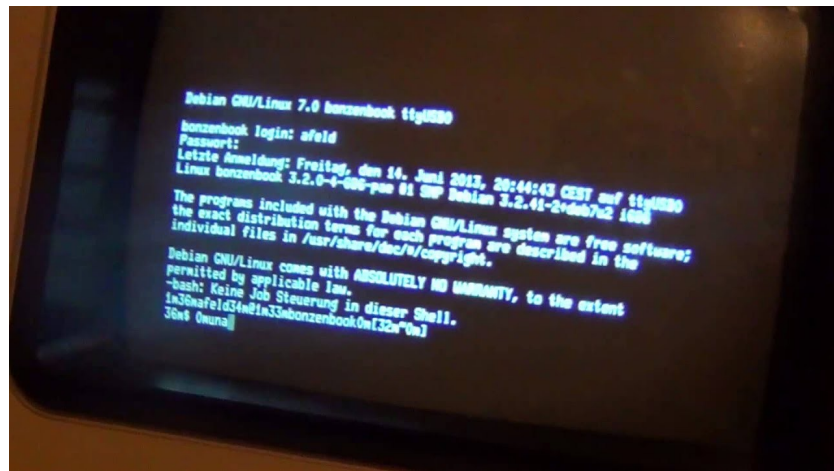 Debian GNU/Linux 7.0 bonzenbook ttyUSB0
bonzenbook login: afeld
Passwort:
Letzte Anmeldung: Freitag, den 14. Juni 2013, 20:44:43 CEST auf ttyUSB0
Linux bonzenbook 3.2.0-4-686-pae #1 SMP Debian 3.2.41-2+deb7u2 i686
The programs included with the Debian GNU/Linux system are free software;
the exact distribution terms for each program are described in the
individual files in /usr/share/doc/*/copyright.
Debian GNU/Linux comes with ABSOLUTELY NO WARRANTY, to the extent
permitted by applicable law.
-bash: Keine Job Steuerung in dieser Shell.
1m36mafeld34m@1m33mbonzenbook0m[32m~0m]
36m$ 0muna